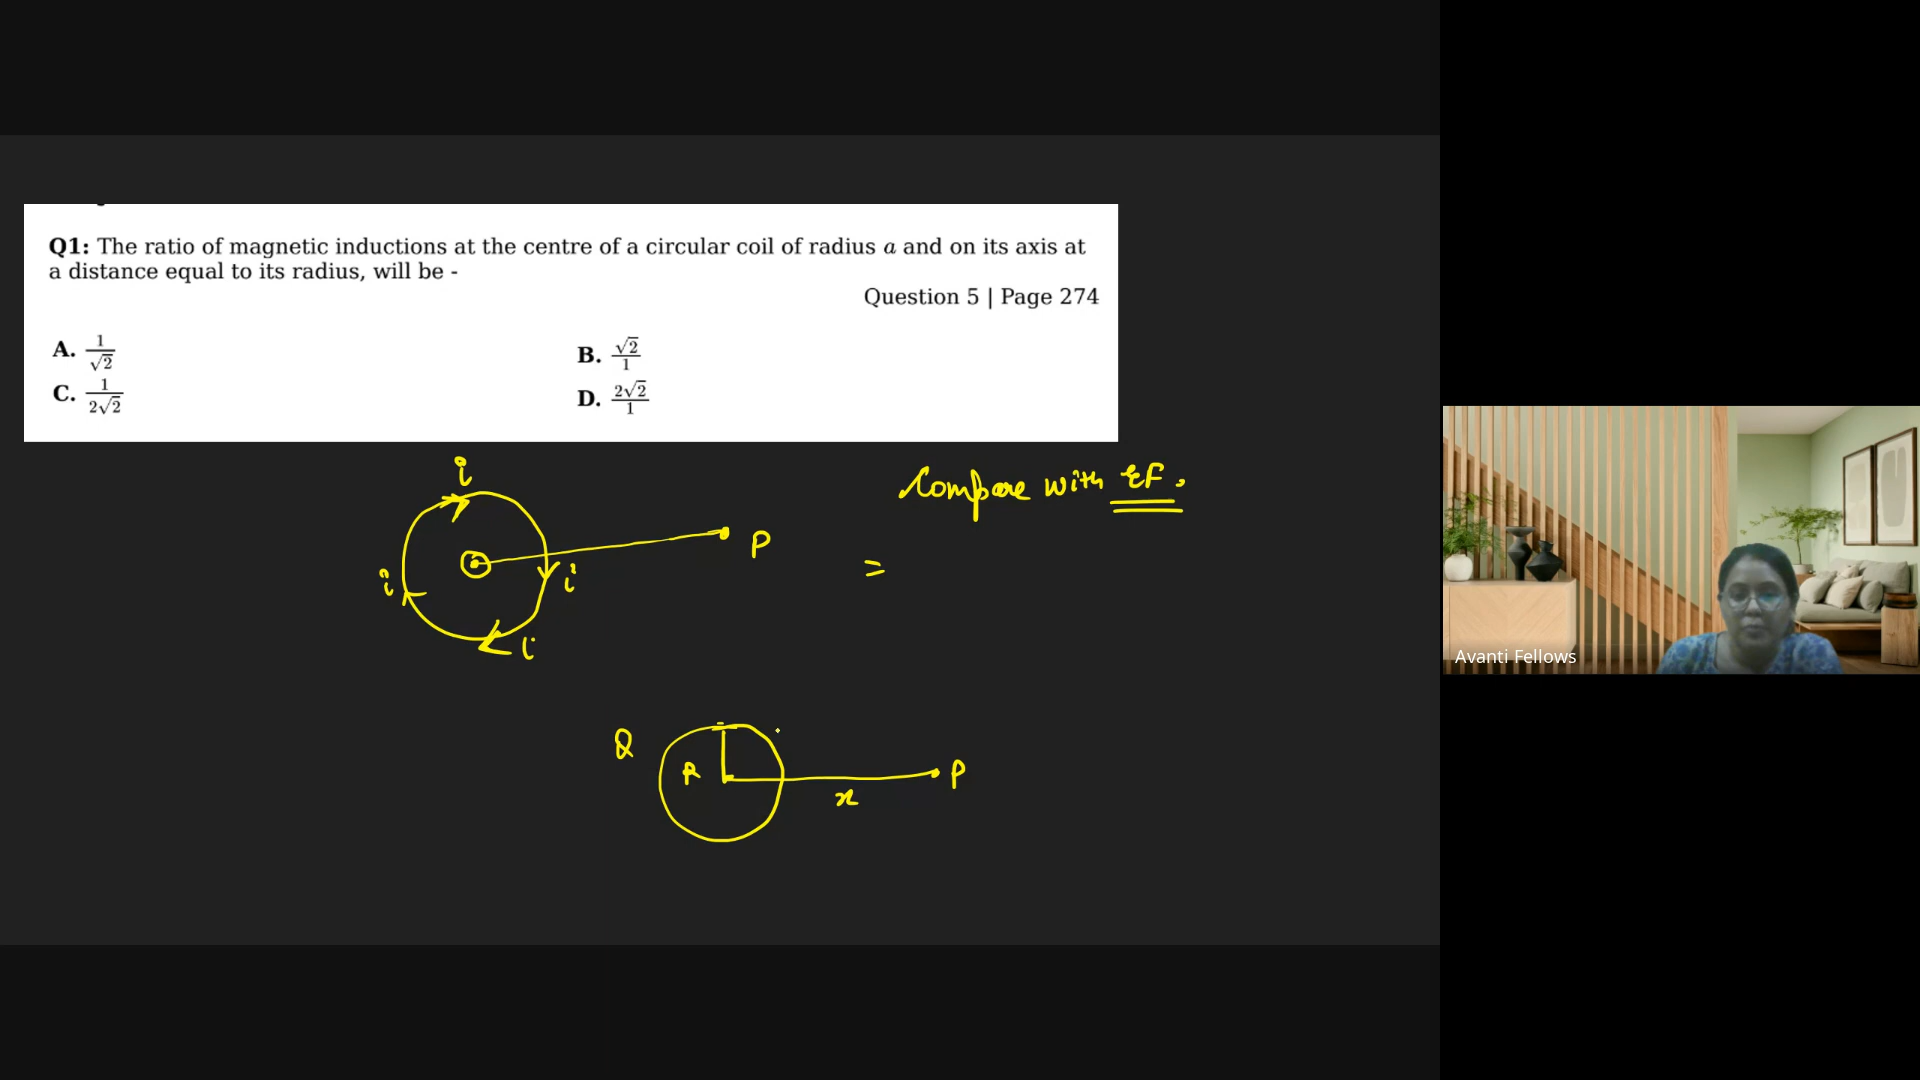 Q1: The ratio of magnetic inductions at the centre of a circular coil of radius a and on its axis at
a distance equal to its radius, will be -
Question 5 | Page 274
A. 1/√2
B. √2/1
C. 1/2√2
D. 2√2/1
i
Compare with EF.
P
=
i
i
i
Q
R
x
P
Avanti Fellows